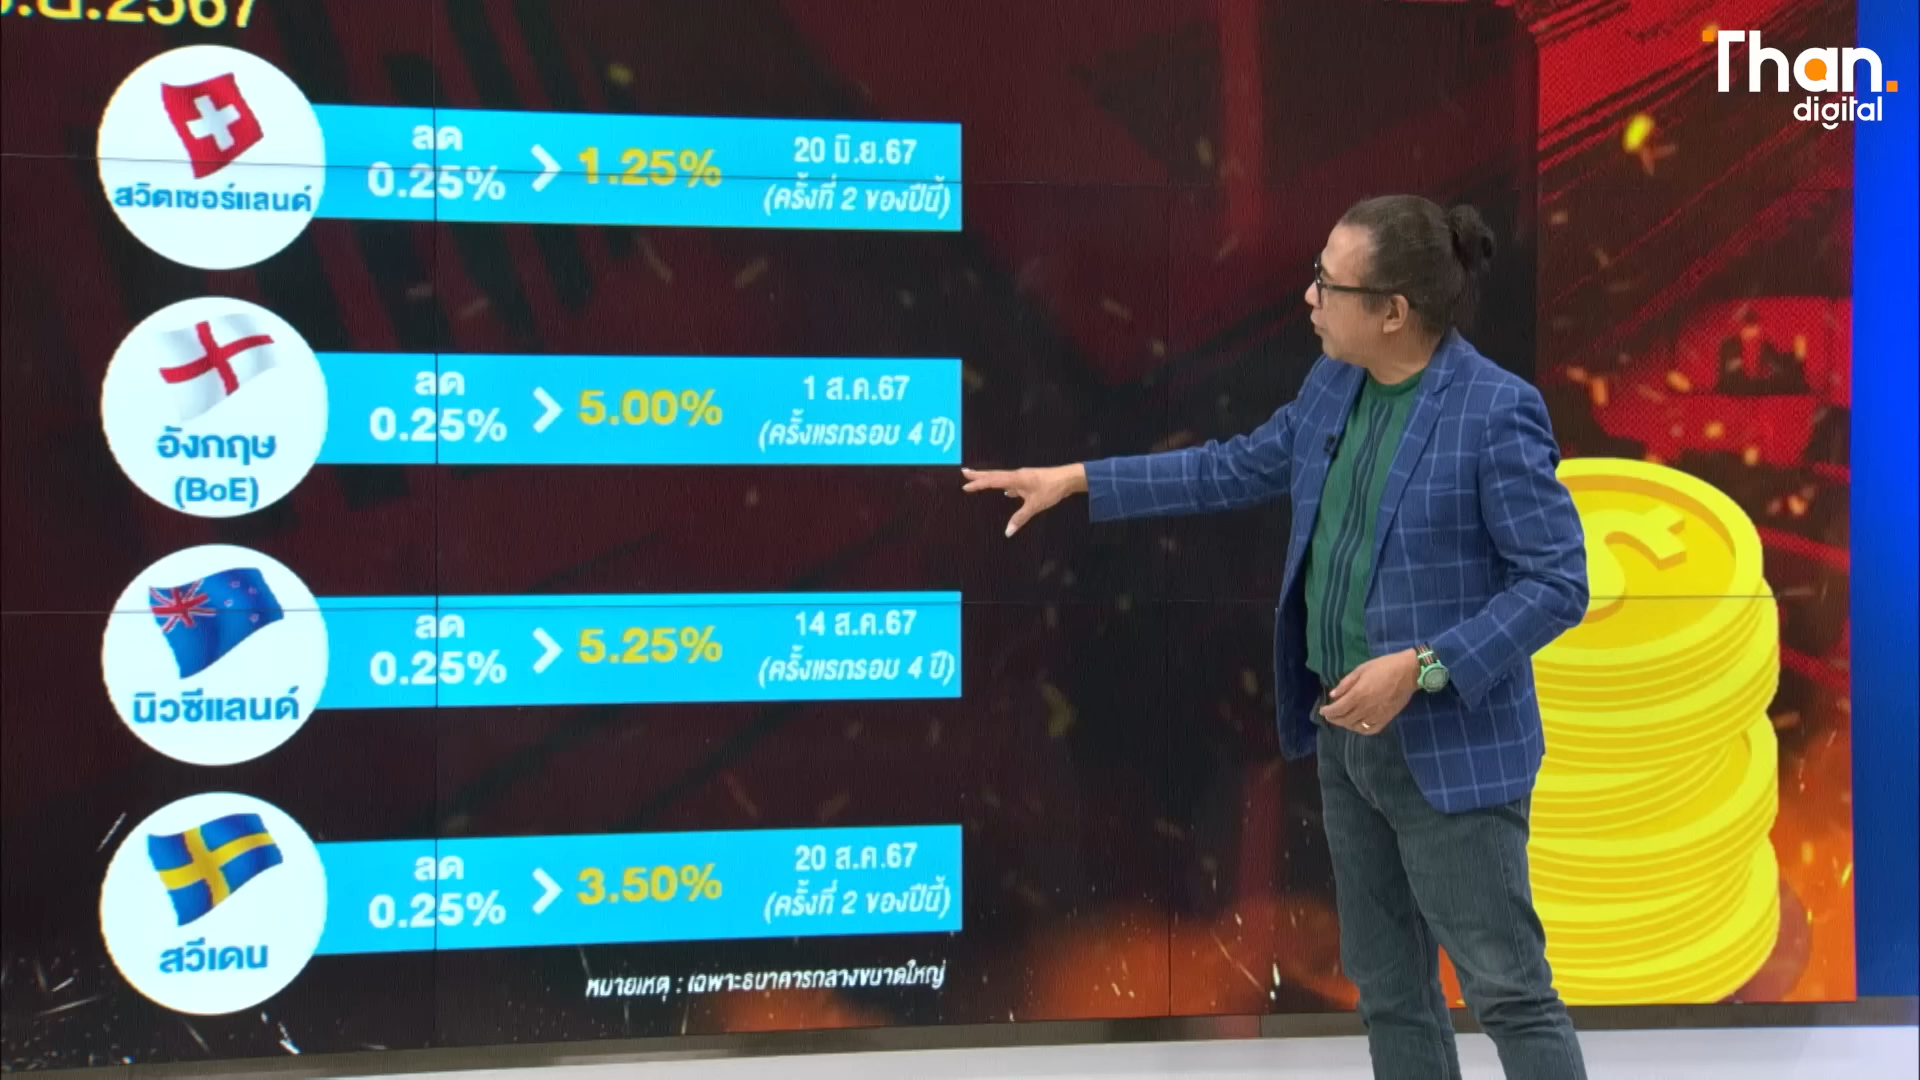 2567
Than.
digital
สวิตเซอร์แลนด์
ลด
0.25%
1.25%
20 มิ.ย.67
(ครั้งที่ 2 ของปีนี้)
อังกฤษ
(BoE)
ลด
0.25%
5.00%
1 ส.ค.67
(ครั้งแรกรอบ 4 ปี)
นิวซีแลนด์
ลด
0.25%
5.25%
14 ส.ค.67
(ครั้งแรกรอบ 4 ปี)
สวีเดน
ลด
0.25%
3.50%
20 ส.ค.67
(ครั้งที่ 2 ของปีนี้)
หมายเหตุ : เฉพาะธนาคารกลางขนาดใหญ่